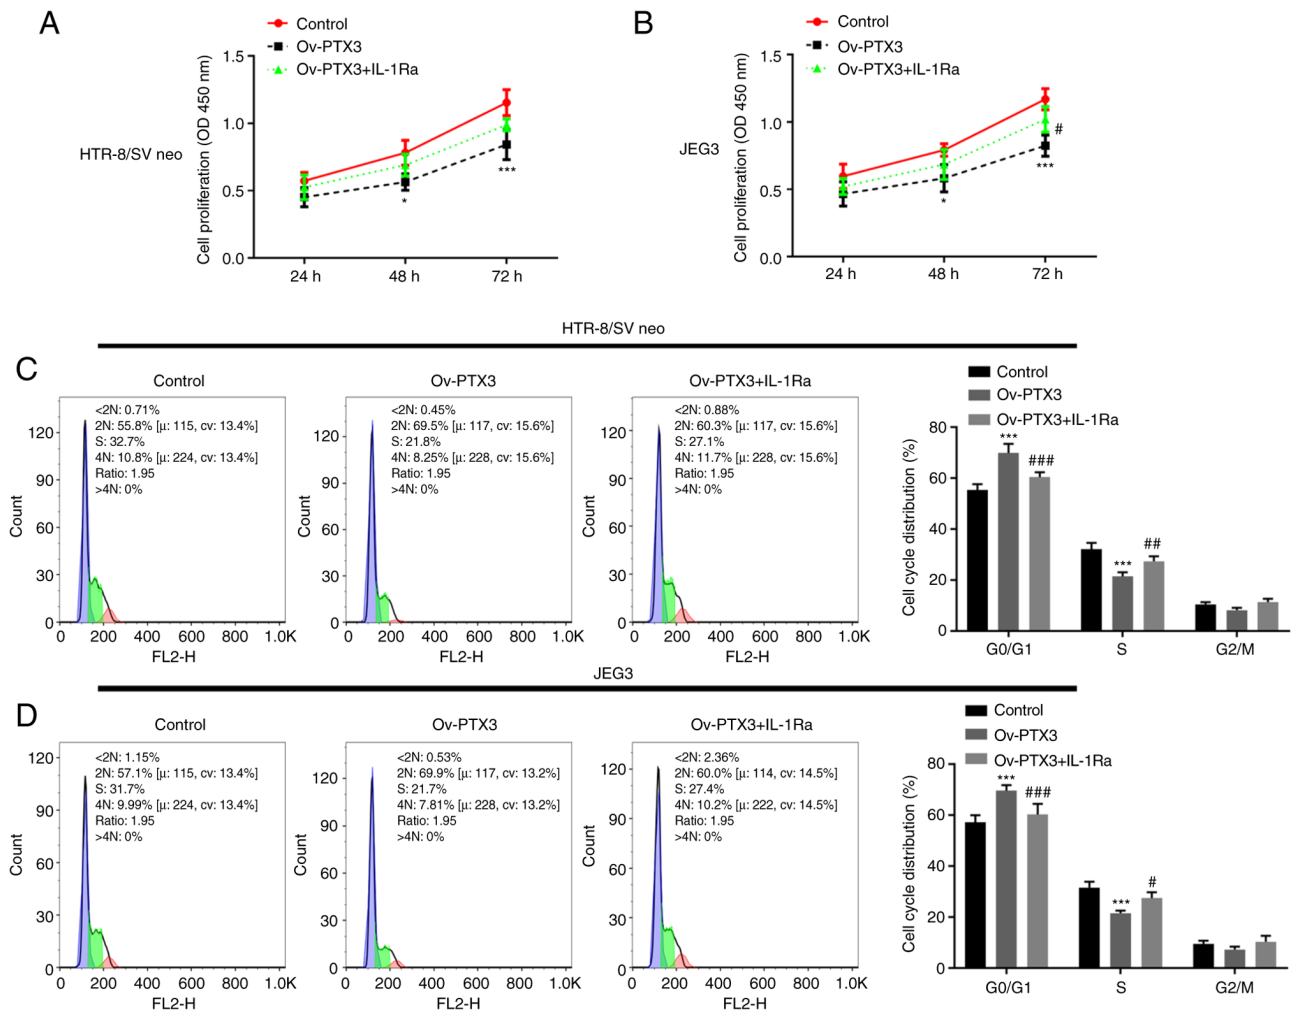 A
Control
Ov-PTX3
Ov-PTX3+IL-1Ra
HTR-8/SV neo
Cell proliferation (OD 450 nm)
1.5
1.0
0.5
0.0
*
***
24 h 48 h 72 h
B
Control
Ov-PTX3
Ov-PTX3+IL-1Ra
JEG3
Cell proliferation (OD 450 nm)
1.5
1.0
0.5
0.0
#
*
***
24 h 48 h 72 h
HTR-8/SV neo
C
Control
<2N: 0.71%
2N: 55.8% [µ: 115, cv: 13.4%]
S: 32.7%
4N: 10.8% [µ: 224, cv: 13.4%]
Ratio: 1.95
>4N: 0%
Count
120
90
60
30
0
0 200 400 600 800 1.0K
FL2-H
Ov-PTX3
<2N: 0.45%
2N: 69.5% [µ: 117, cv: 15.6%]
S: 21.8%
4N: 8.25% [µ: 228, cv: 15.6%]
Ratio: 1.95
>4N: 0%
Count
120
90
60
30
0
0 200 400 600 800 1.0K
FL2-H
Ov-PTX3+IL-1Ra
<2N: 0.88%
2N: 60.3% [µ: 117, cv: 15.6%]
S: 27.1%
4N: 11.7% [µ: 228, cv: 15.6%]
Ratio: 1.95
>4N: 0%
Count
120
90
60
30
0
0 200 400 600 800 1.0K
FL2-H
Control
Ov-PTX3
Ov-PTX3+IL-1Ra
Cell cycle distribution (%)
80
60
40
20
0
***
###
***
##
G0/G1 S G2/M
JEG3
D
Control
<2N: 1.15%
2N: 57.1% [µ: 115, cv: 13.4%]
S: 31.7%
4N: 9.99% [µ: 224, cv: 13.4%]
Ratio: 1.95
>4N: 0%
Count
120
90
60
30
0
0 200 400 600 800 1.0K
FL2-H
Ov-PTX3
<2N: 0.53%
2N: 69.9% [µ: 117, cv: 13.2%]
S: 21.7%
4N: 7.81% [µ: 228, cv: 13.2%]
Ratio: 1.95
>4N: 0%
Count
120
90
60
30
0
0 200 400 600 800 1.0K
FL2-H
Ov-PTX3+IL-1Ra
<2N: 2.36%
2N: 60.0% [µ: 114, cv: 14.5%]
S: 27.4%
4N: 10.2% [µ: 222, cv: 14.5%]
Ratio: 1.95
>4N: 0%
Count
120
90
60
30
0
0 200 400 600 800 1.0K
FL2-H
Control
Ov-PTX3
Ov-PTX3+IL-1Ra
Cell cycle distribution (%)
80
60
40
20
0
***
###
***
#
G0/G1 S G2/M